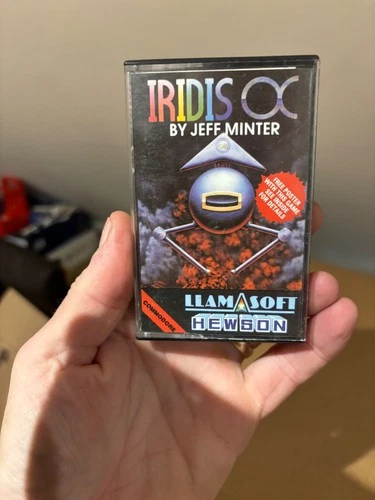 IRIDIS α
BY JEFF MINTER
FREE POSTER
WITH THIS GAME
SEE INSIDE
FOR DETAILS
LLAMASOFT
HEWSON
COMMODORE